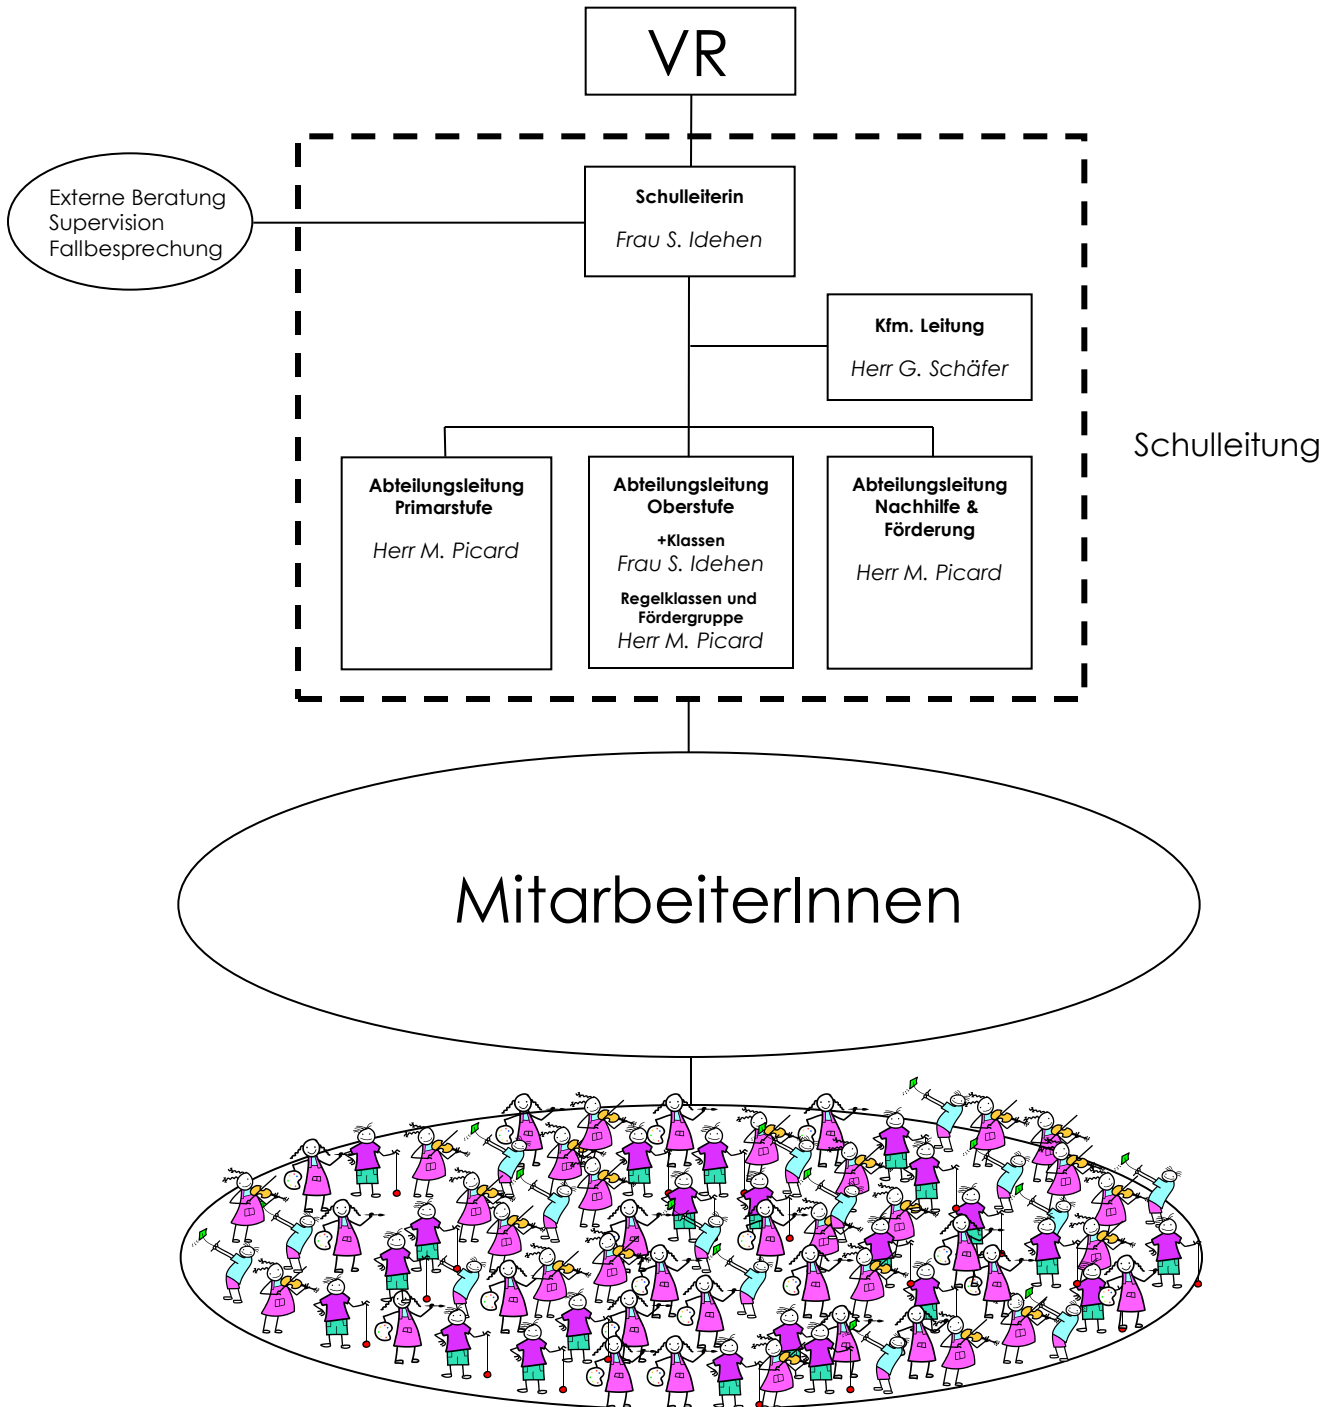 VR
Externe Beratung
Supervision
Fallbesprechung
Schulleiterin
Frau S. Idehen
Kfm. Leitung
Herr G. Schäfer
Schulleitung
Abteilungsleitung
Primarstufe
Herr M. Picard
Abteilungsleitung
Oberstufe
+Klassen
Frau S. Idehen
Regelklassen und
Fördergruppe
Herr M. Picard
Abteilungsleitung
Nachhilfe &
Förderung
Herr M. Picard
MitarbeiterInnen